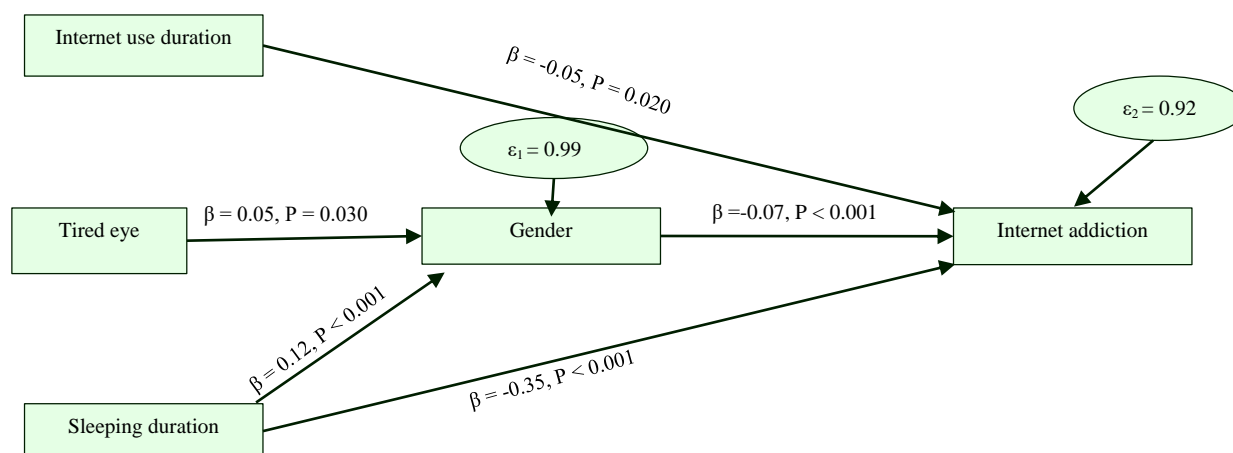 Internet use duration
β = -0.05, P = 0.020
ε₂ = 0.92
ε₁ = 0.99
Tired eye
β = 0.05, P = 0.030
Gender
β =-0.07, P < 0.001
Internet addiction
β = 0.12, P < 0.001
β = -0.35, P < 0.001
Sleeping duration